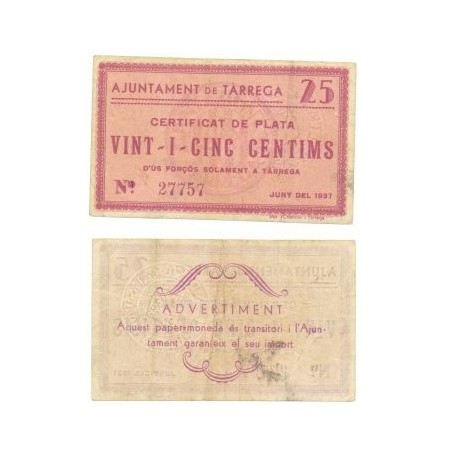 AJUNTAMENT DE TÀRREGA 25
CERTIFICAT DE PLATA
VINT-I-CINC CENTIMS
D'ÚS FORÇÓS SOLAMENT A TÀRREGA
Nº 27757 JUNY DEL 1937
ADVERTIMENT
Aquest paper-moneda és transitori i l'Ajun-
tament garanteix el seu import